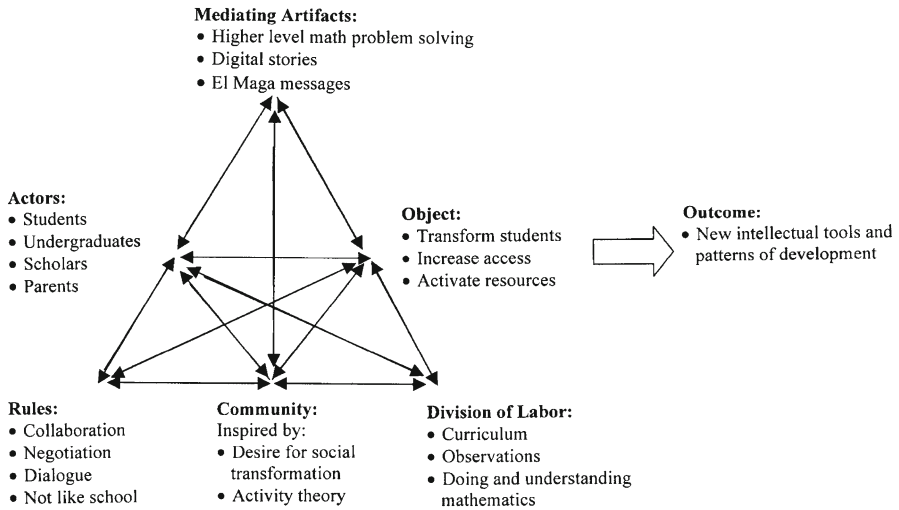 Mediating Artifacts:
• Higher level math problem solving
• Digital stories
• El Maga messages
Actors:
• Students
• Undergraduates
• Scholars
• Parents
Object:
• Transform students
• Increase access
• Activate resources
Outcome:
• New intellectual tools and
patterns of development
Rules:
• Collaboration
• Negotiation
• Dialogue
• Not like school
Community:
Inspired by:
• Desire for social
transformation
• Activity theory
Division of Labor:
• Curriculum
• Observations
• Doing and understanding
mathematics